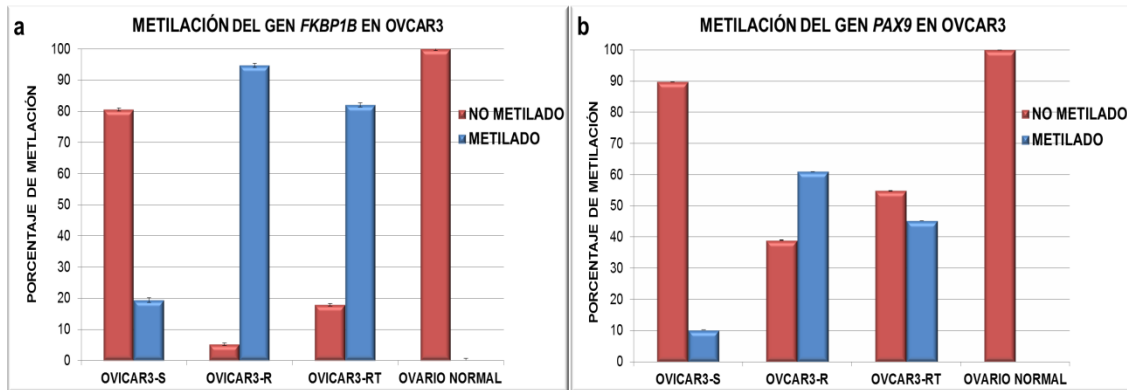 a
METILACIÓN DEL GEN FKBP1B EN OVCAR3
PORCENTAJE DE METLACIÓN
100
90
80
70
60
50
40
30
20
10
0
NO METILADO
METILADO
OVICAR3-S
OVICAR3-R
OVICAR3-RT
OVARIO NORMAL
b
METILACIÓN DEL GEN PAX9 EN OVCAR3
PORCENTAJE DE METILACIÓN
100
90
80
70
60
50
40
30
20
10
0
NO METILADO
METILADO
OVICAR3-S
OVCAR3-R
OVCAR3-RT
OVARIO NORMAL